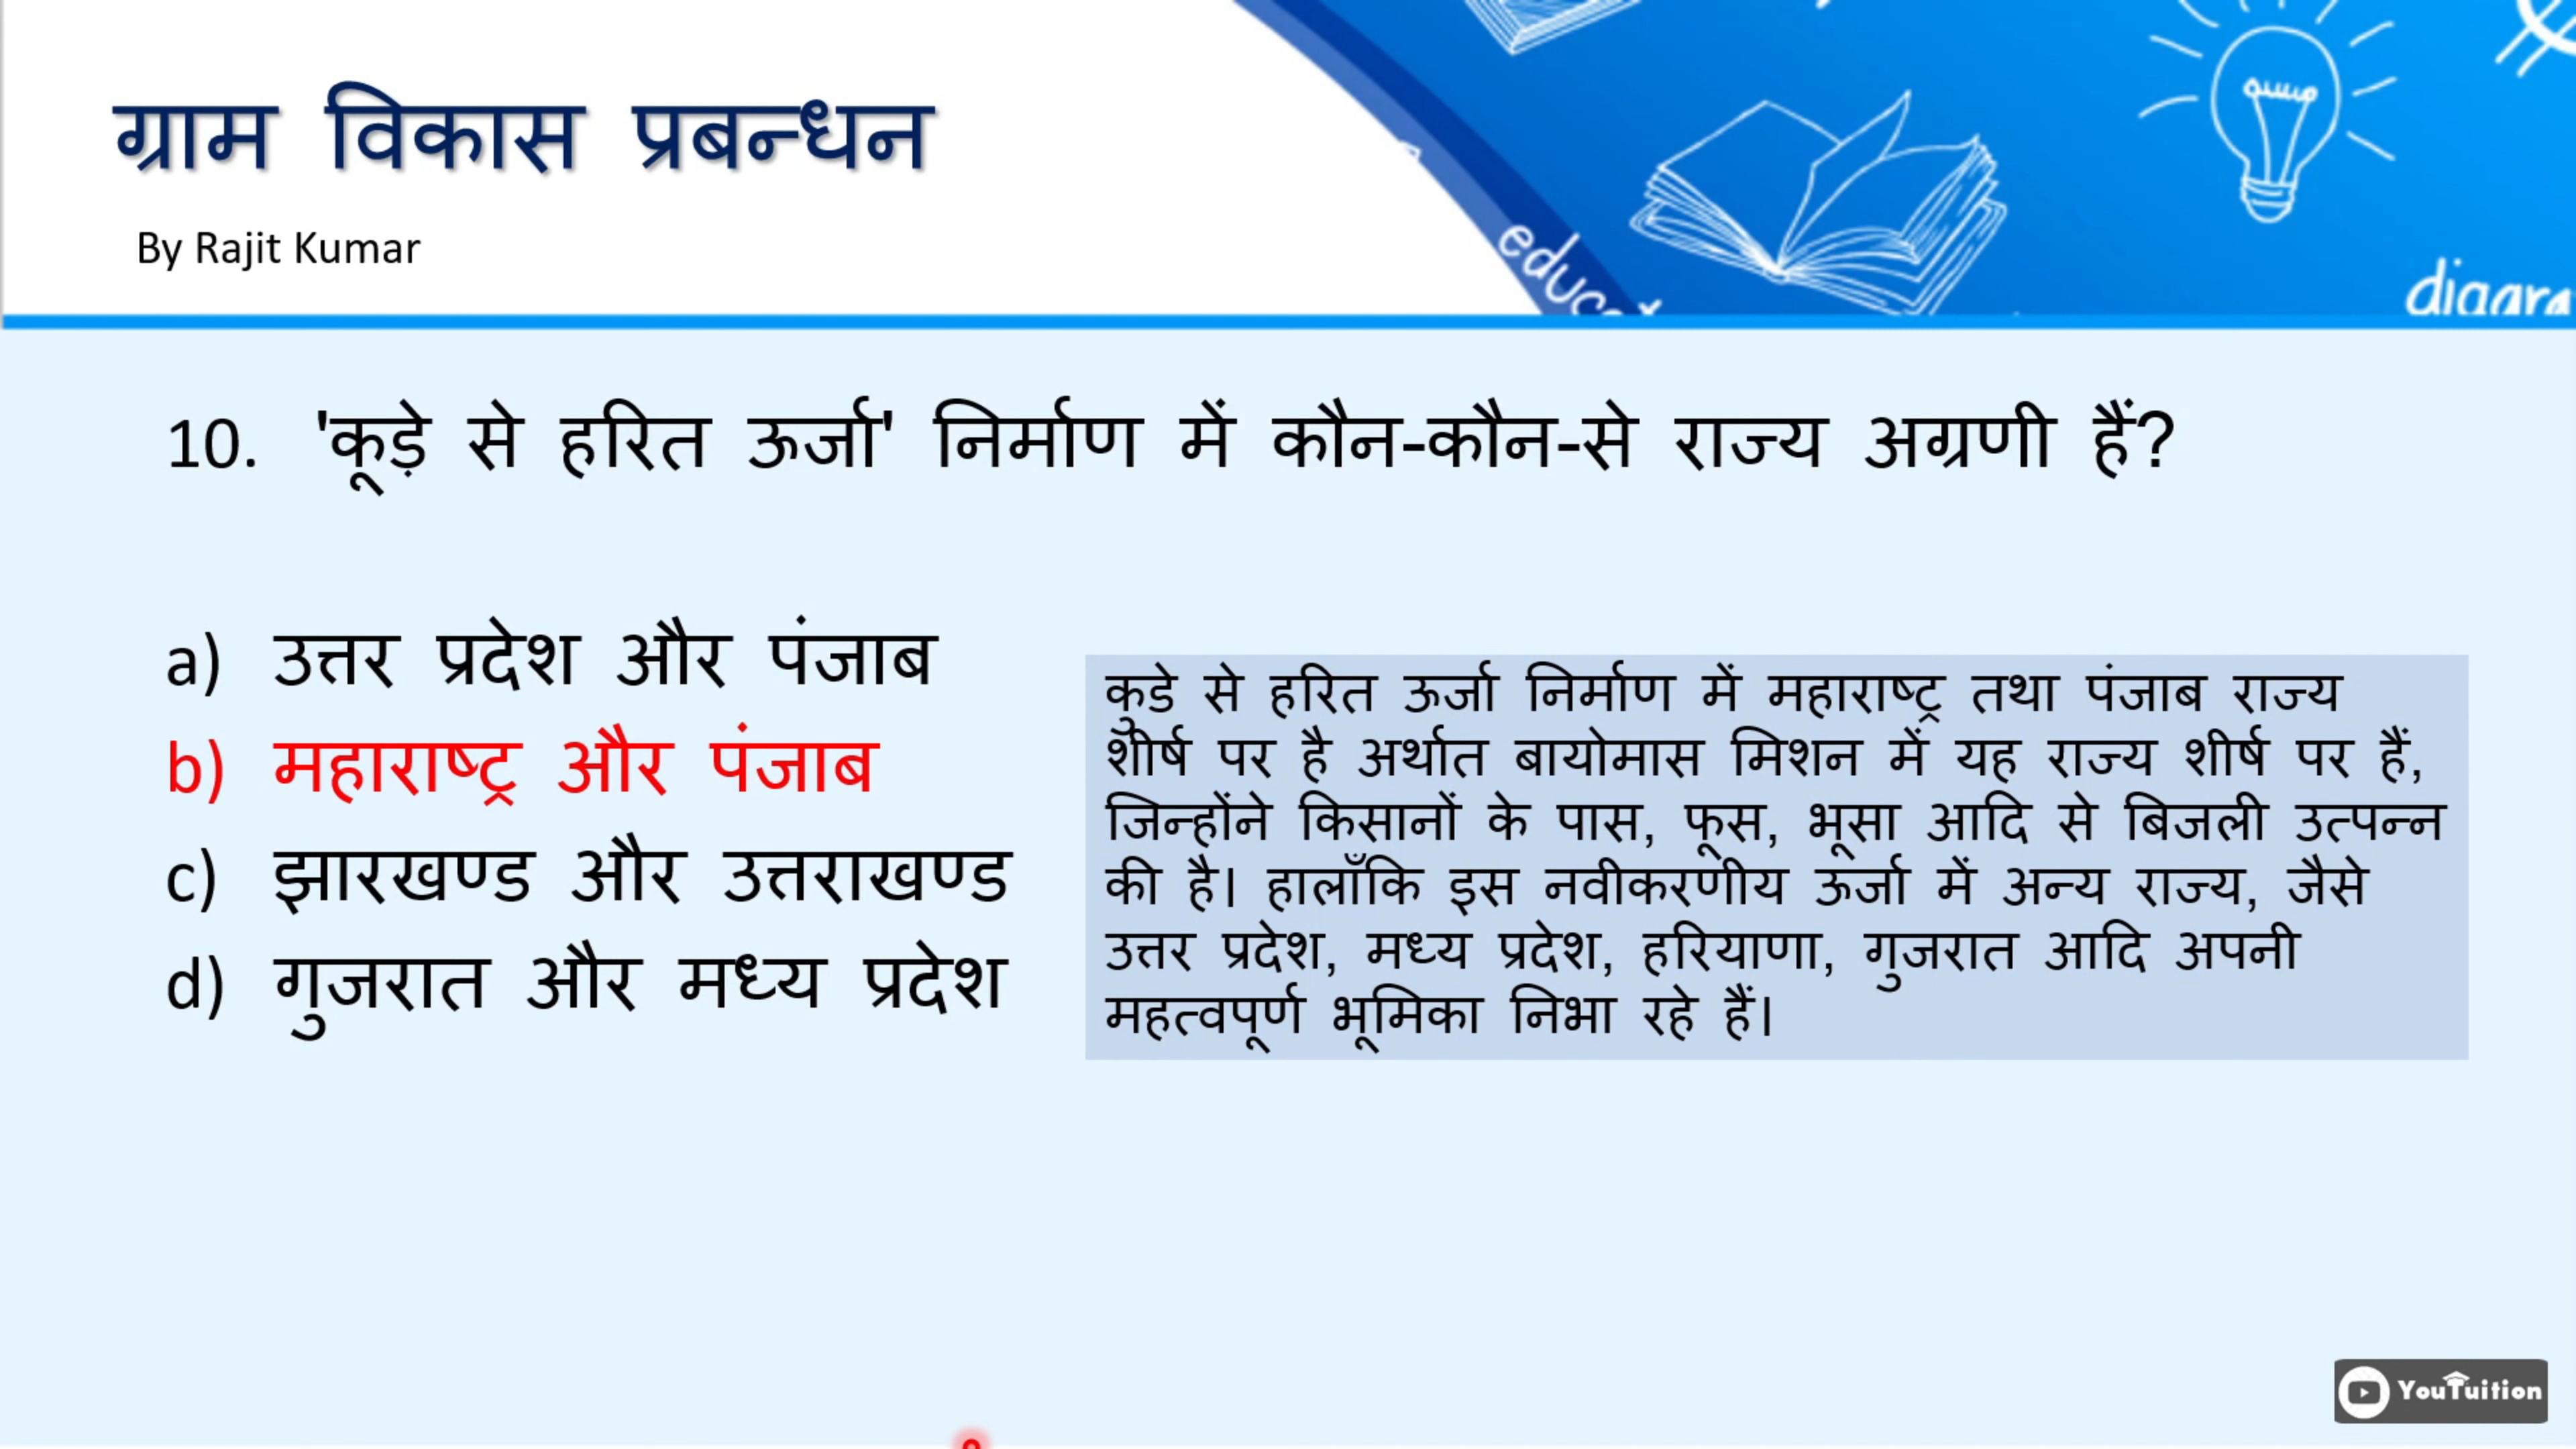 ग्राम विकास प्रबन्धन
By Rajit Kumar
educat
diagra
10. 'कूड़े से हरित ऊर्जा' निर्माण में कौन-कौन-से राज्य अग्रणी हैं?
a) उत्तर प्रदेश और पंजाब
b) महाराष्ट्र और पंजाब
c) झारखण्ड और उत्तराखण्ड
d) गुजरात और मध्य प्रदेश
कुडे से हरित ऊर्जा निर्माण में महाराष्ट्र तथा पंजाब राज्य
शीर्ष पर है अर्थात बायोमास मिशन में यह राज्य शीर्ष पर हैं,
जिन्होंने किसानों के पास, फूस, भूसा आदि से बिजली उत्पन्न
की है। हालाँकि इस नवीकरणीय ऊर्जा में अन्य राज्य, जैसे
उत्तर प्रदेश, मध्य प्रदेश, हरियाणा, गुजरात आदि अपनी
महत्वपूर्ण भूमिका निभा रहे हैं।
YouTuition